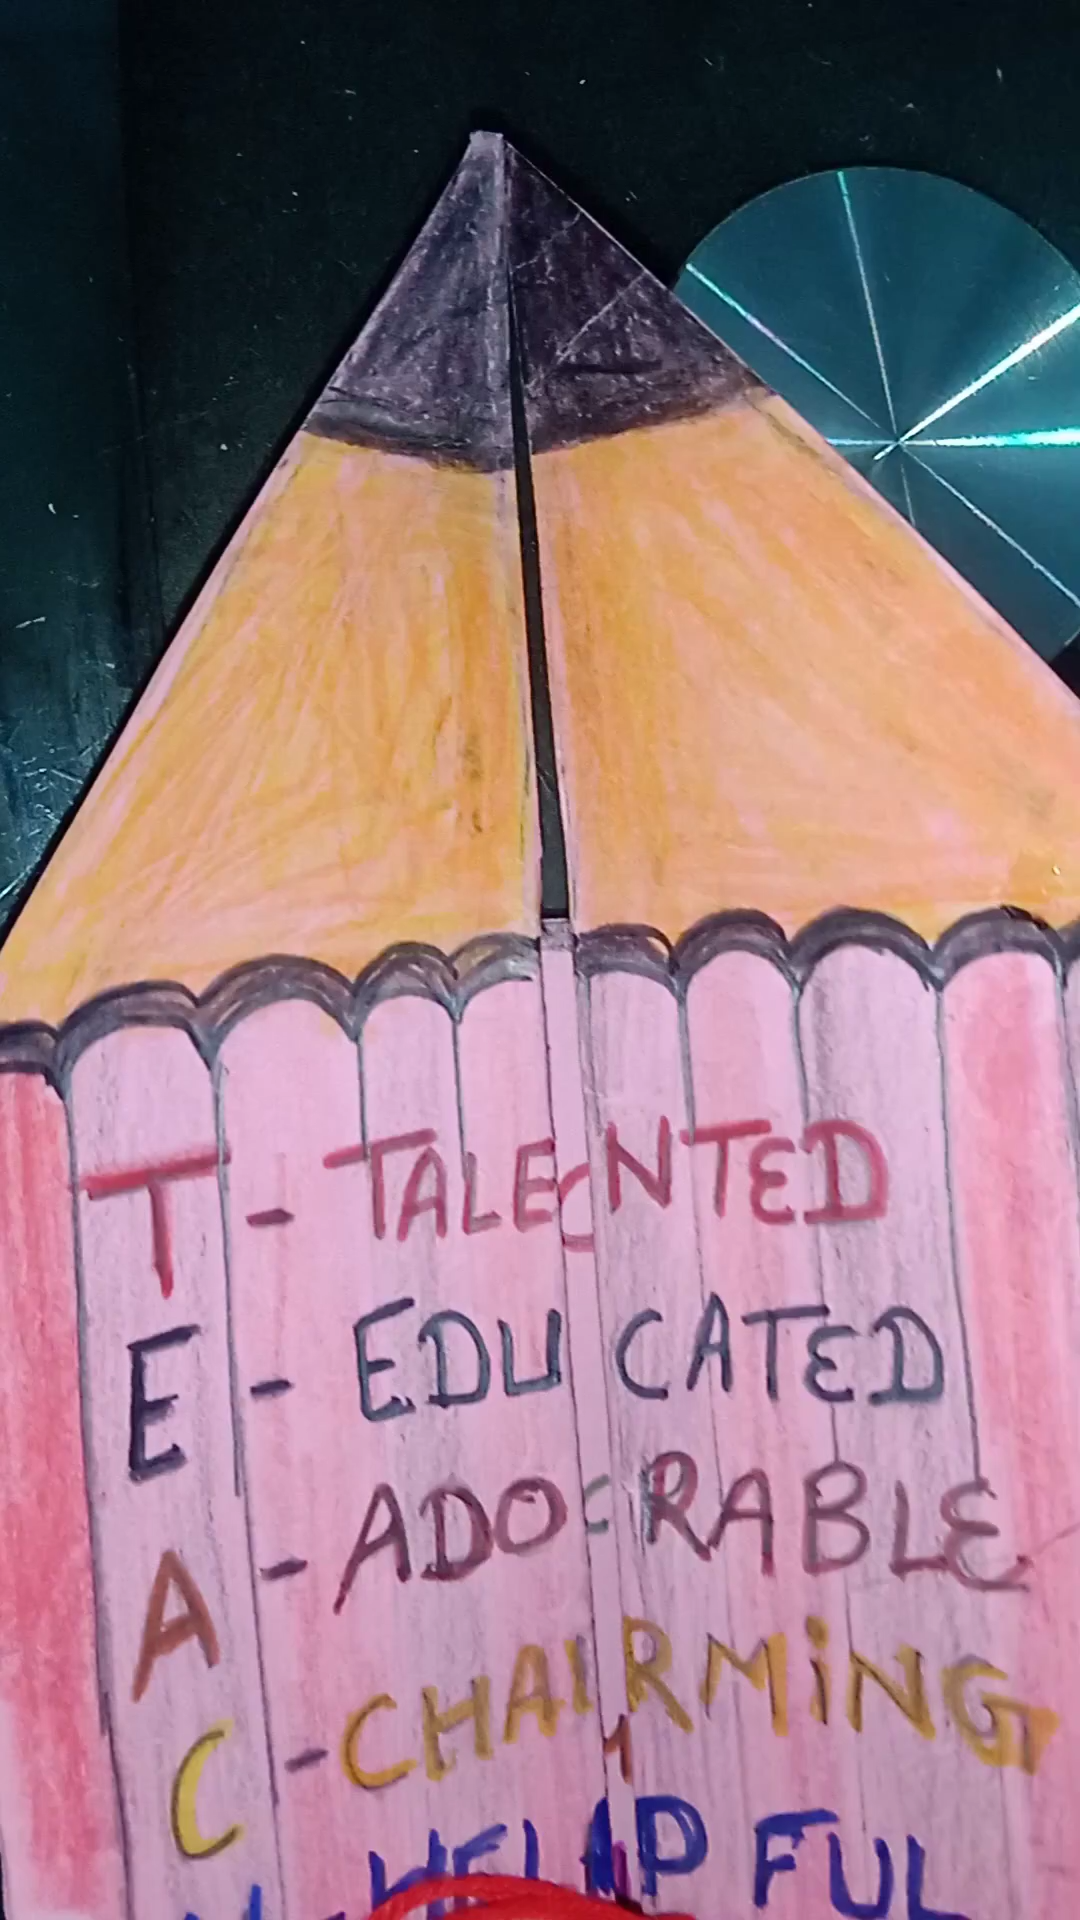 T - TALENTED
E - EDUCATED
A - ADORABLE
C - CHARMING
H - HELPFUL